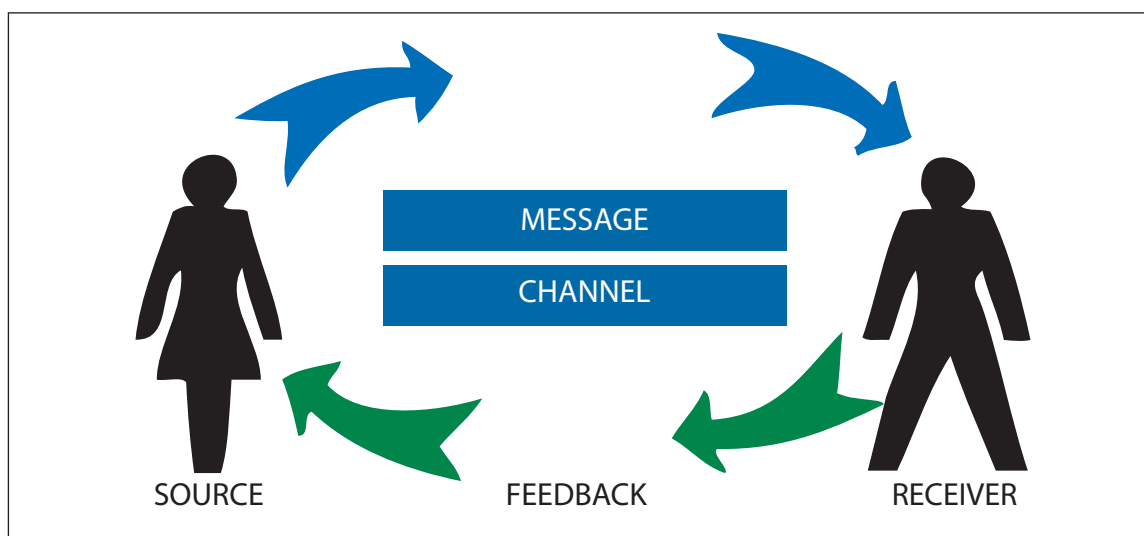 MESSAGE
CHANNEL
SOURCE
FEEDBACK
RECEIVER